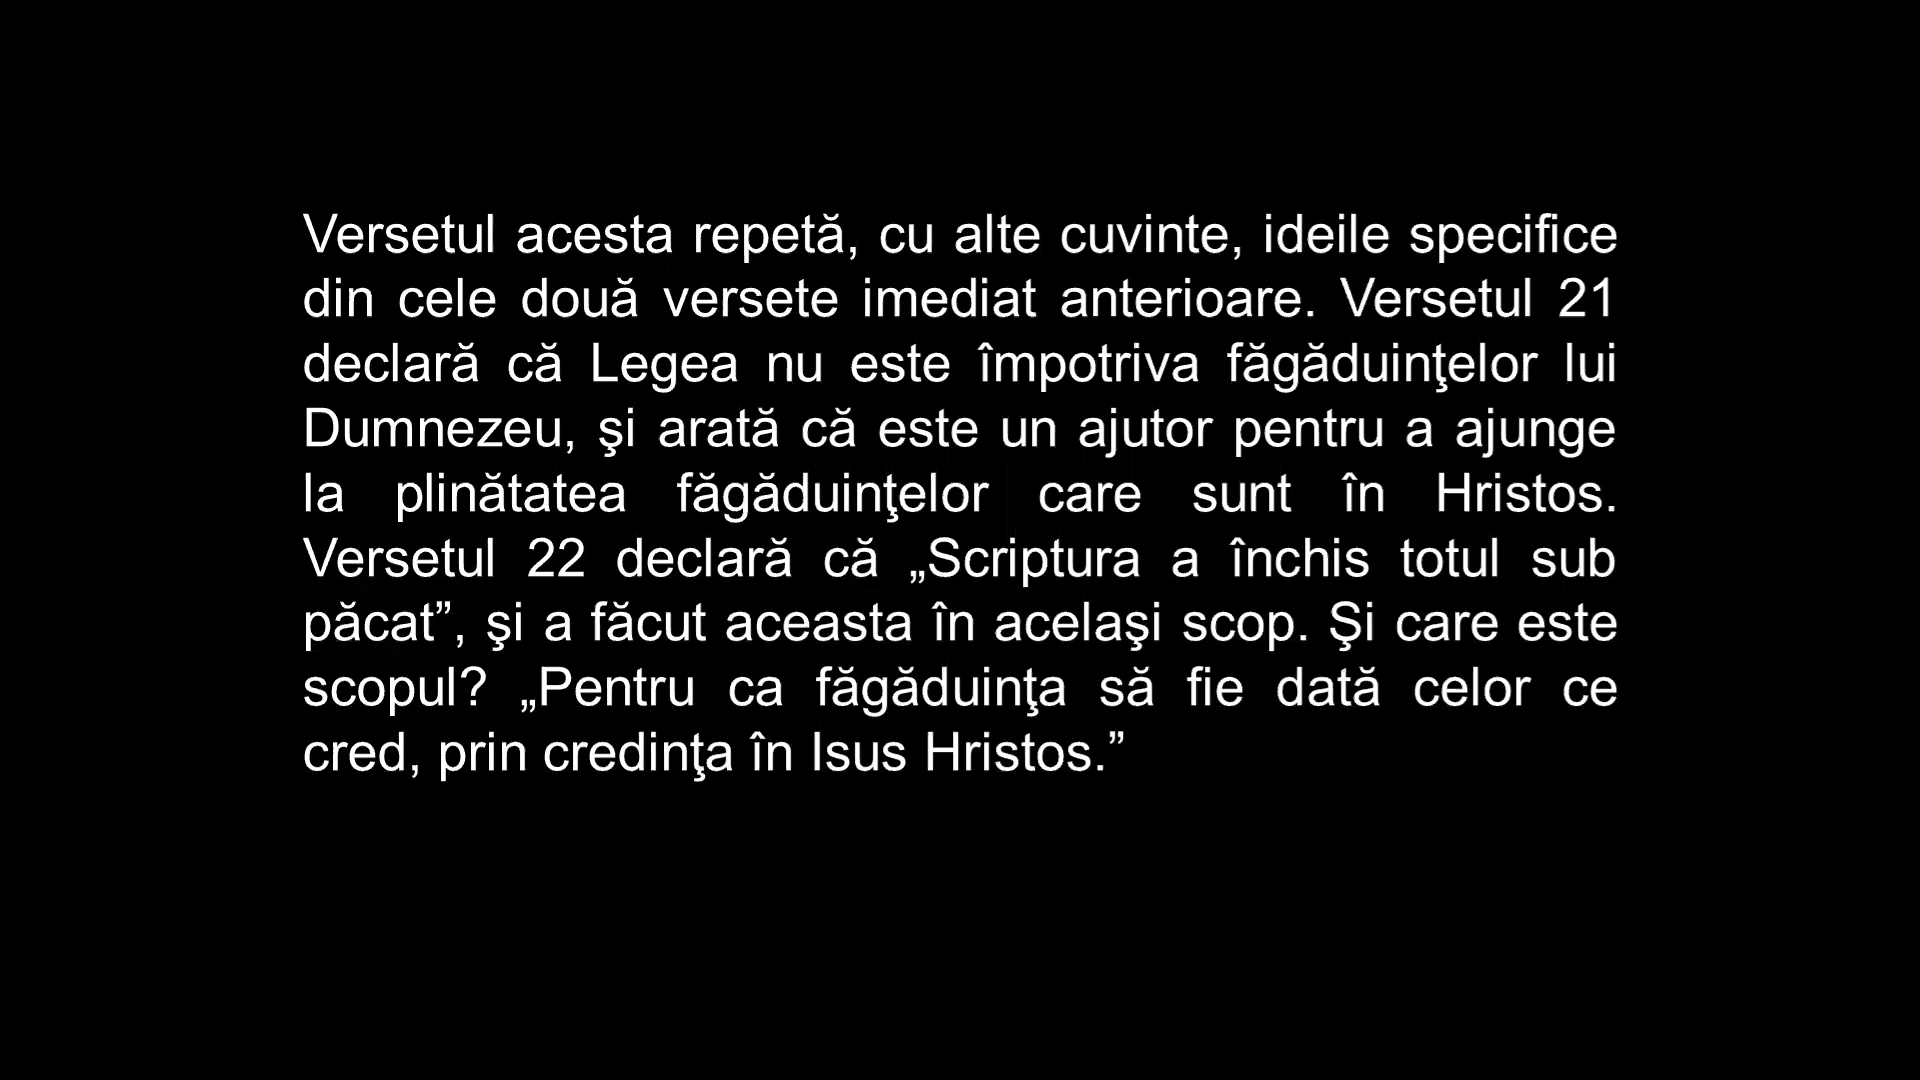 Versetul acesta repetă, cu alte cuvinte, ideile specifice
din cele două versete imediat anterioare. Versetul 21
declară că Legea nu este împotriva făgăduinţelor lui
Dumnezeu, şi arată că este un ajutor pentru a ajunge
la plinătatea făgăduinţelor care sunt în Hristos.
Versetul 22 declară că „Scriptura a închis totul sub
păcat”, şi a făcut aceasta în acelaşi scop. Şi care este
scopul? „Pentru ca făgăduinţa să fie dată celor ce
cred, prin credinţa în Isus Hristos.”